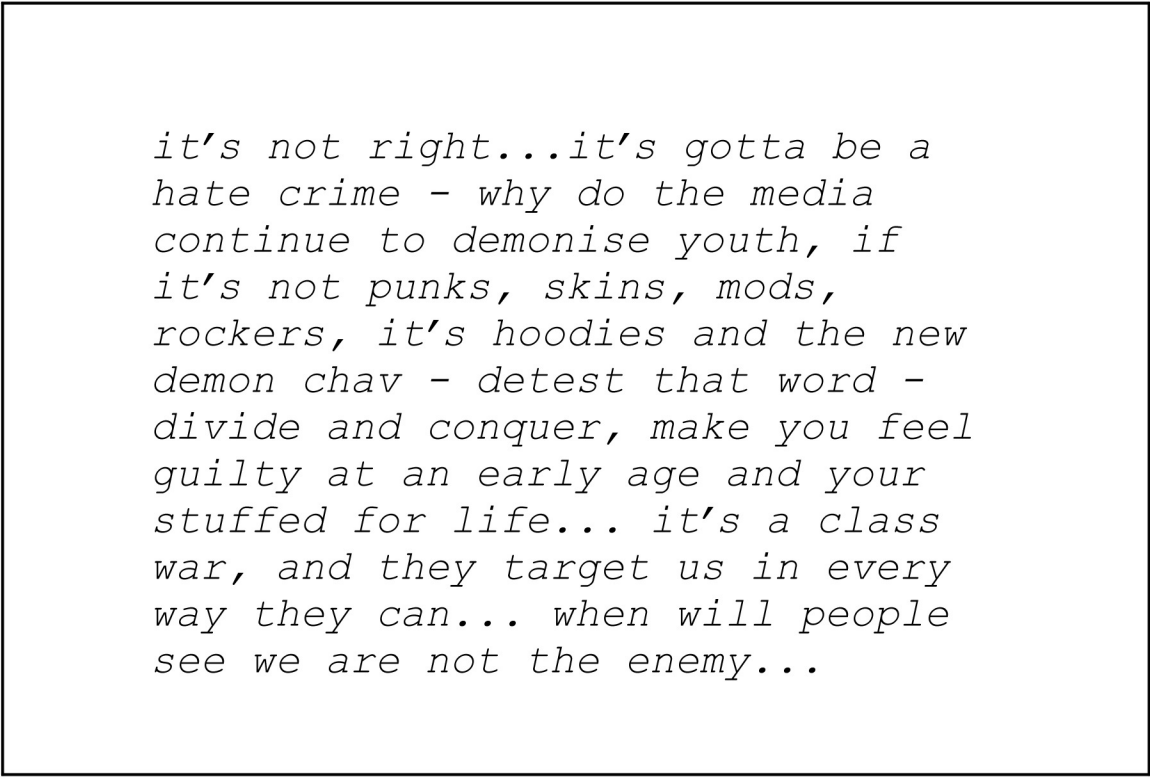 it's not right...it's gotta be a
hate crime - why do the media
continue to demonise youth, if
it's not punks, skins, mods,
rockers, it's hoodies and the new
demon chav - detest that word -
divide and conquer, make you feel
guilty at an early age and your
stuffed for life... it's a class
war, and they target us in every
way they can... when will people
see we are not the enemy...